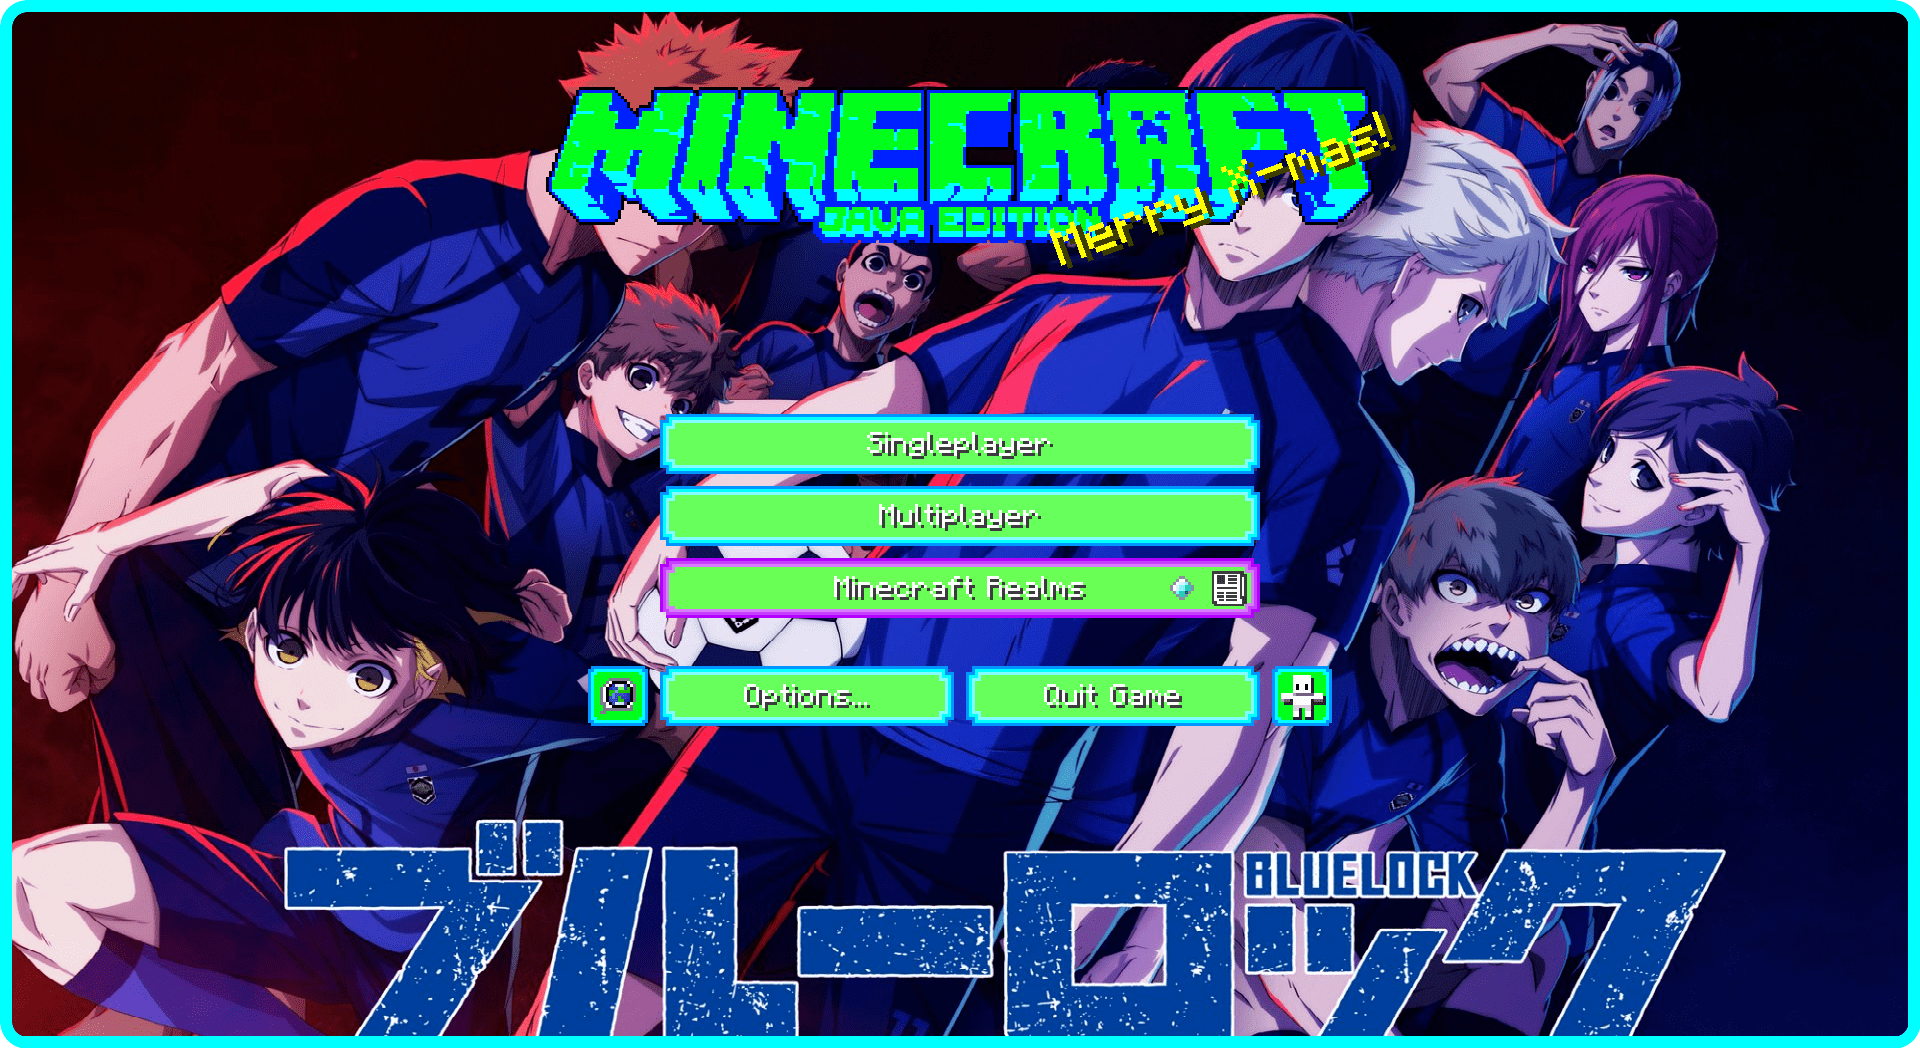 MINECRAFT
JAVA EDITION
Merry X-mas!
Singleplayer
Multiplayer
Minecraft Realms
Options...
Quit Game
BLUELOCK
ブルーロック